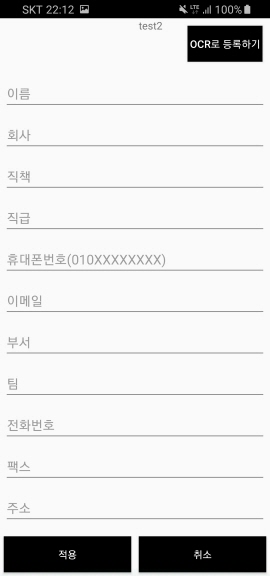 SKT 22:12 LTE 100%
test2
OCR로 등록하기
이름
회사
직책
직급
휴대폰번호(010XXXXXXXX)
이메일
부서
팀
전화번호
팩스
주소
적용 취소